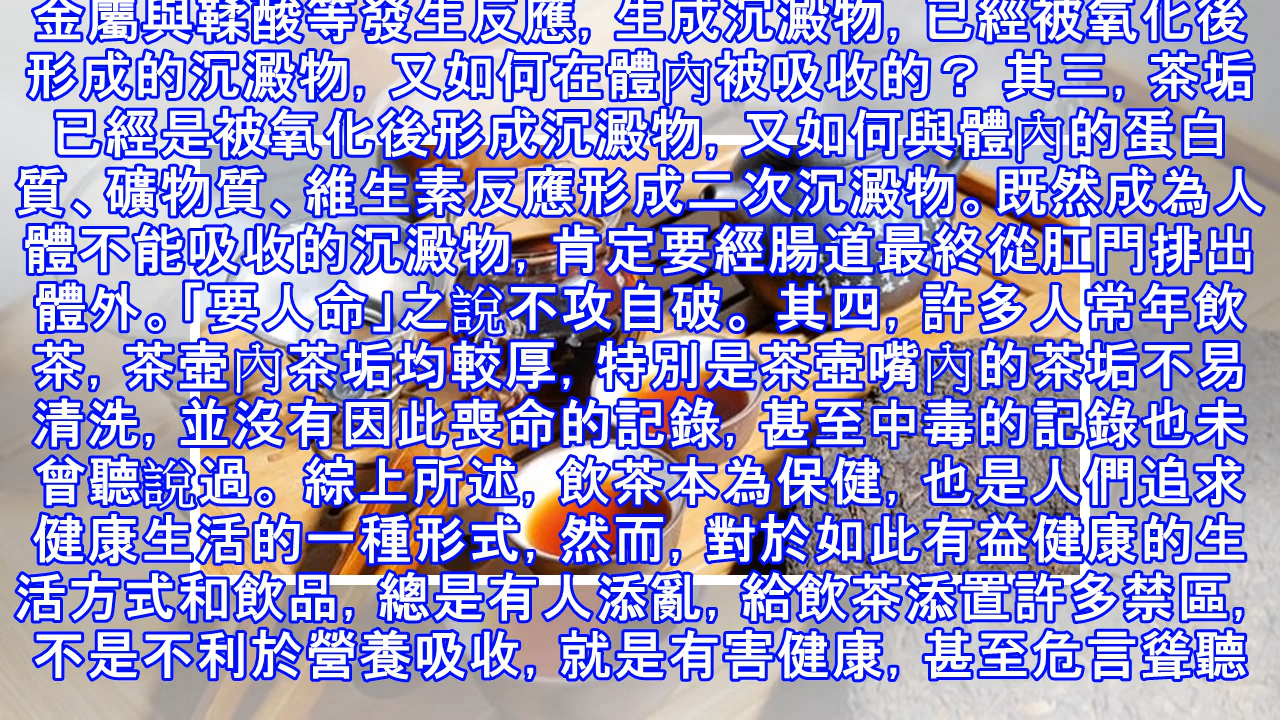 金屬與鞣酸等發生反應, 生成沉澱物, 已經被氧化後
形成的沉澱物, 又如何在體內被吸收的? 其三, 茶垢
已經是被氧化後形成沉澱物, 又如何與體內的蛋白
質、礦物質、維生素反應形成二次沉澱物。既然成為人
體不能吸收的沉澱物, 肯定要經腸道最終從肛門排出
體外。「要人命」之說不攻自破。其四, 許多人常年飲
茶, 茶壺內茶垢均較厚, 特別是茶壺嘴內的茶垢不易
清洗, 並沒有因此喪命的記錄, 甚至中毒的記錄也未
曾聽說過。綜上所述, 飲茶本為保健, 也是人們追求
健康生活的一種形式, 然而, 對於如此有益健康的生
活方式和飲品, 總是有人添亂, 給飲茶添置許多禁區,
不是不利於營養吸收, 就是有害健康, 甚至危言聳聽